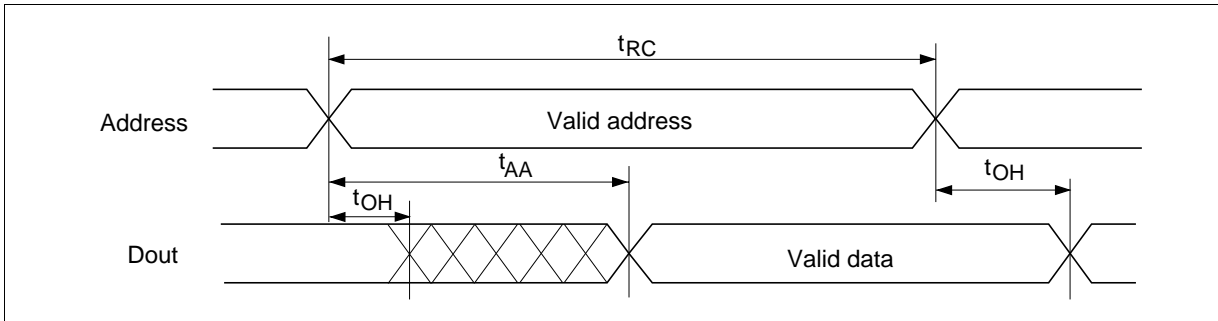 tRC
Address
Valid address
tAA
tOH
tOH
Dout
Valid data